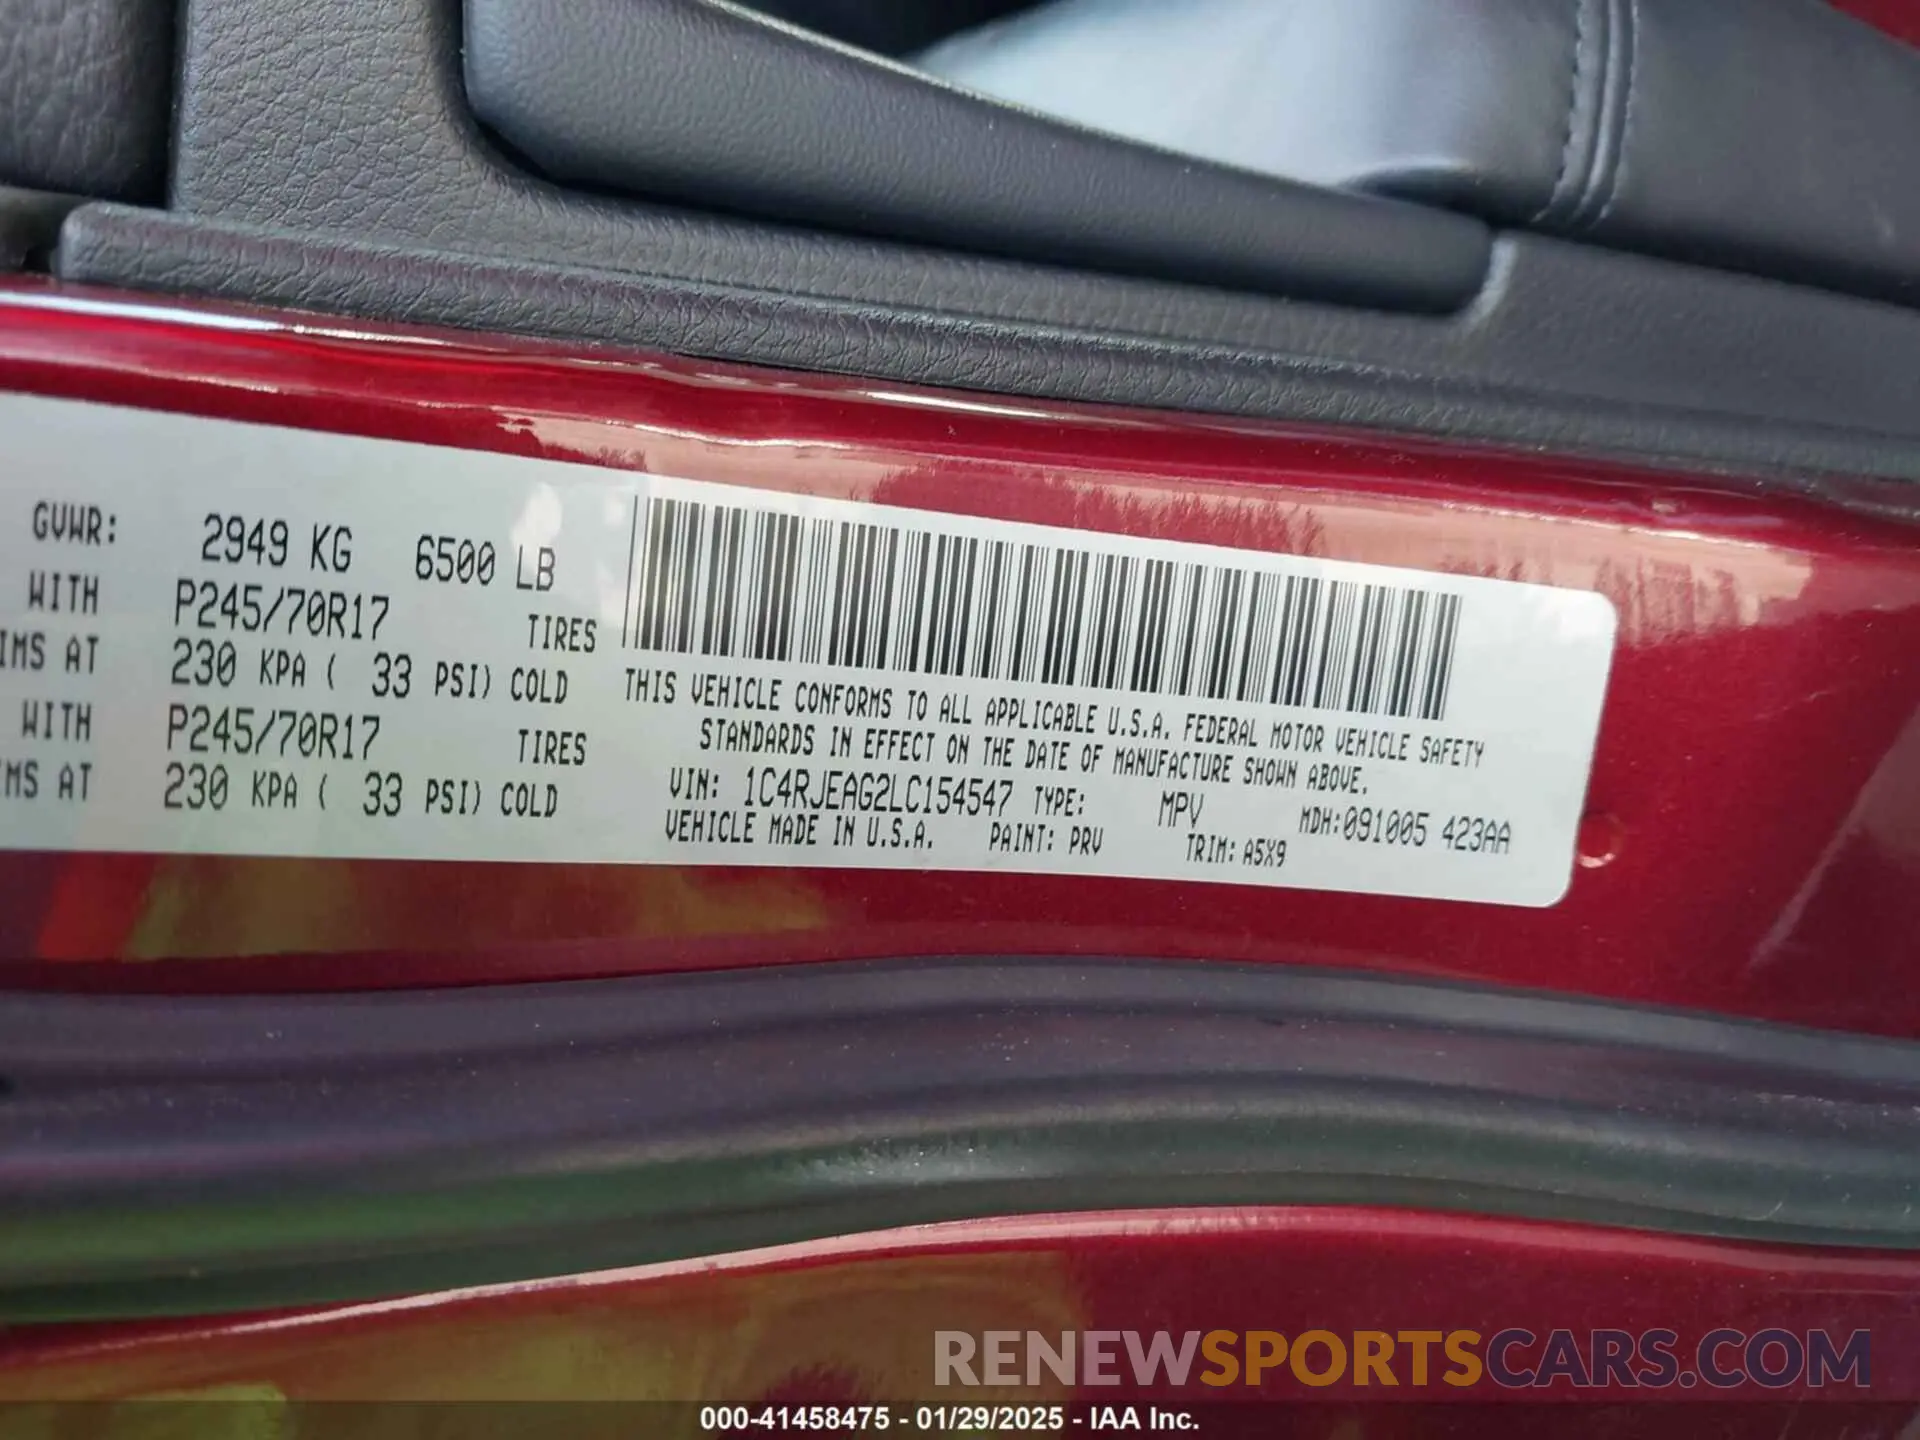 GVWR: 2949 KG 6500 LB
WITH P245/70R17 TIRES
IMS AT 230 KPA ( 33 PSI) COLD
WITH P245/70R17 TIRES
IMS AT 230 KPA ( 33 PSI) COLD
THIS VEHICLE CONFORMS TO ALL APPLICABLE U.S.A. FEDERAL MOTOR VEHICLE SAFETY
STANDARDS IN EFFECT ON THE DATE OF MANUFACTURE SHOWN ABOVE.
VIN: 1C4RJEAG2LC154547 TYPE: MPV MDH:091005 423AA
VEHICLE MADE IN U.S.A. PAINT: PRV TRIM: A5X9
RENEWSPORTSCARS.COM
000-41458475 - 01/29/2025 - IAA Inc.